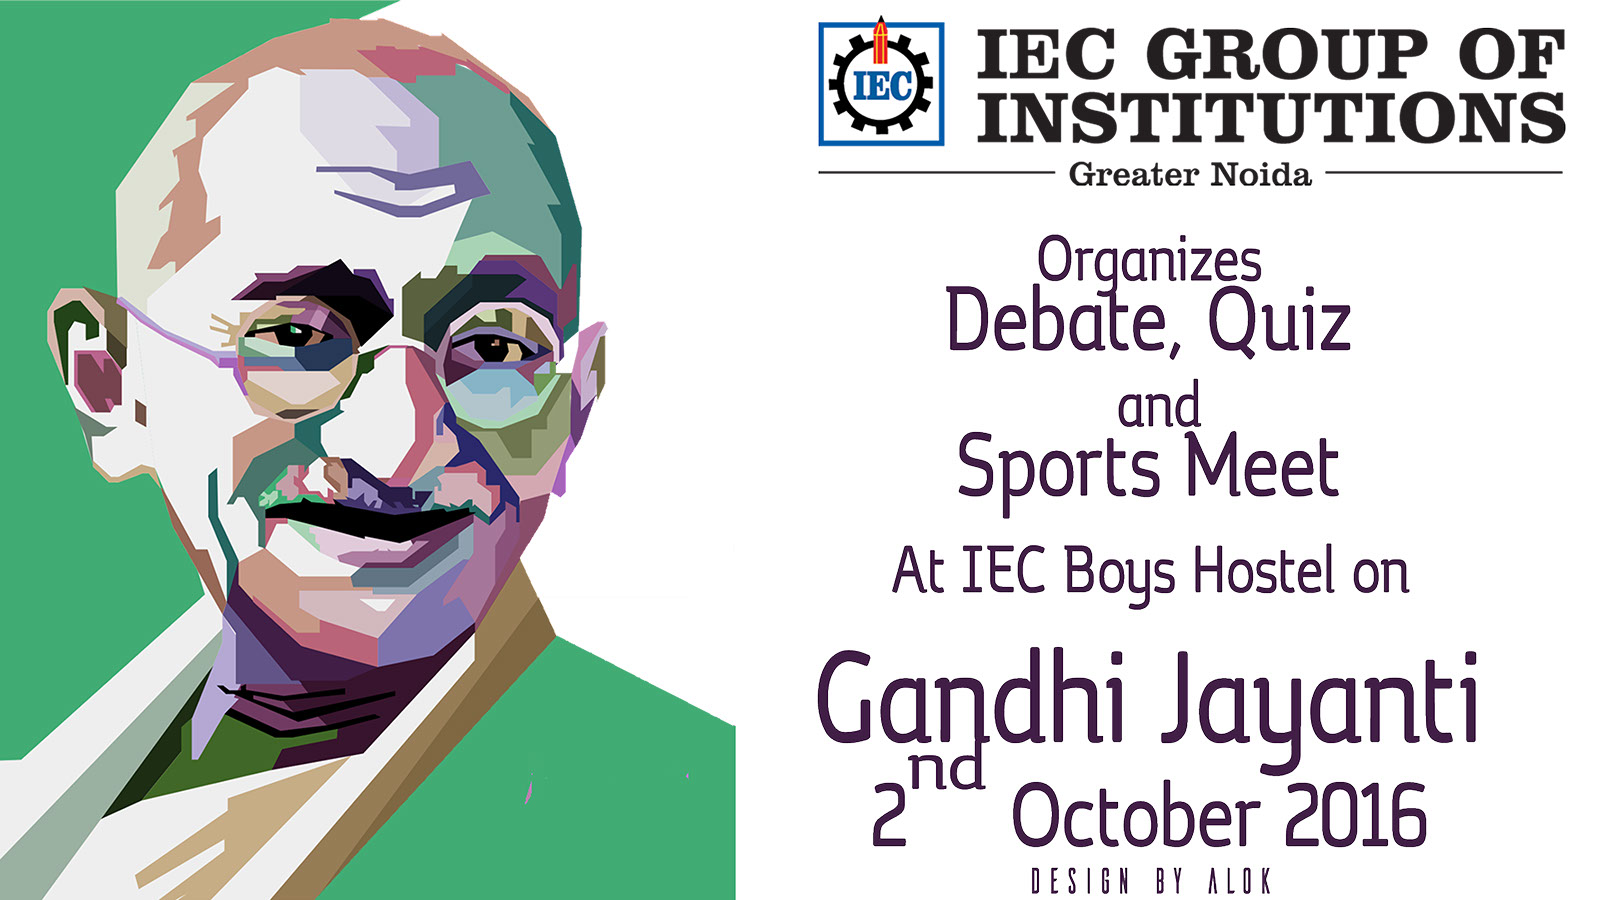 IEC
IEC GROUP OF
INSTITUTIONS
Greater Noida
Organizes
Debate, Quiz
and
Sports Meet
At IEC Boys Hostel on
Gandhi Jayanti
2nd October 2016
DESIGN BY ALOK